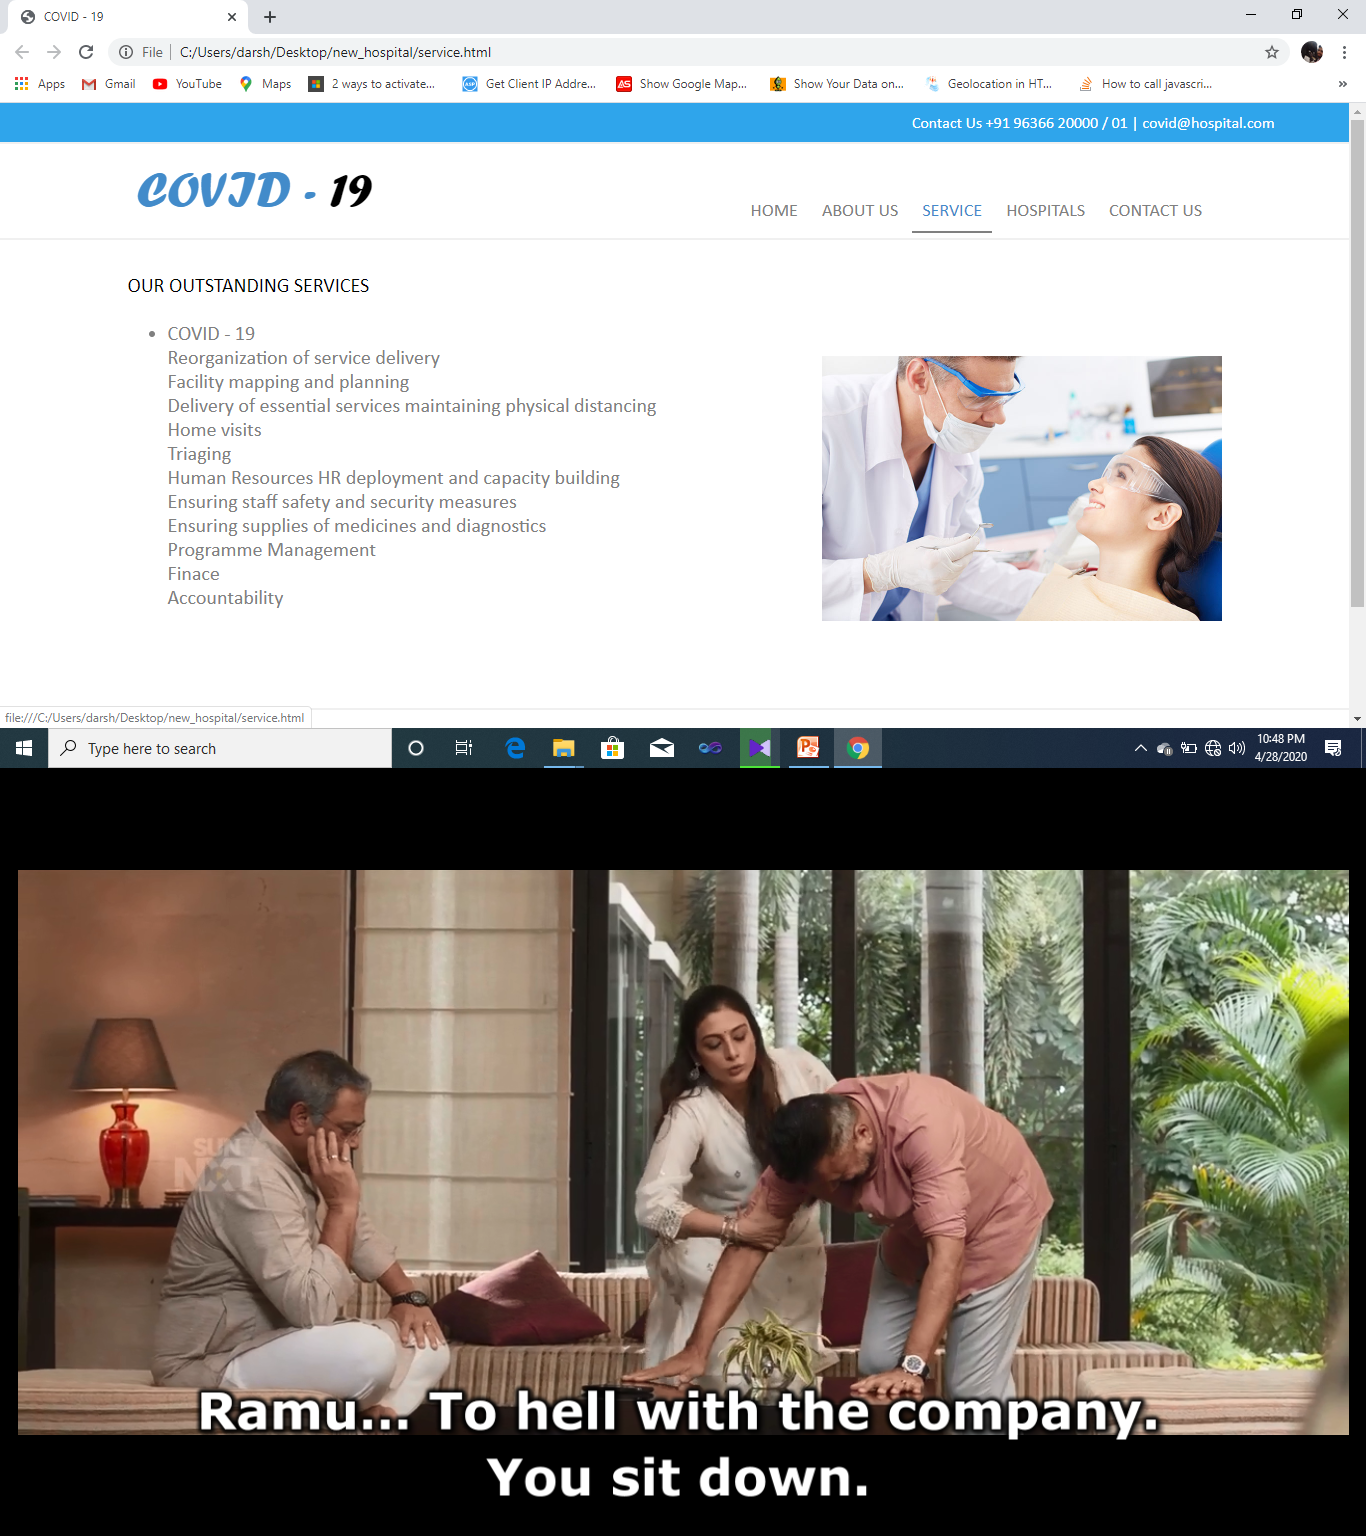 COVID - 19
File | C:/Users/darsh/Desktop/new_hospital/service.html
Apps Gmail YouTube Maps 2 ways to activate... Get Client IP Addre... Show Google Map... Show Your Data on... Geolocation in HT... How to call javascri... »
Contact Us +91 96366 20000 / 01 | covid@hospital.com
COVID - 19
HOME ABOUT US SERVICE HOSPITALS CONTACT US
OUR OUTSTANDING SERVICES
• COVID - 19
Reorganization of service delivery
Facility mapping and planning
Delivery of essential services maintaining physical distancing
Home visits
Triaging
Human Resources HR deployment and capacity building
Ensuring staff safety and security measures
Ensuring supplies of medicines and diagnostics
Programme Management
Finace
Accountability
file:///C:/Users/darsh/Desktop/new_hospital/service.html
Type here to search
10:48 PM
4/28/2020
SUN
NXT
Ramu... To hell with the company.
You sit down.